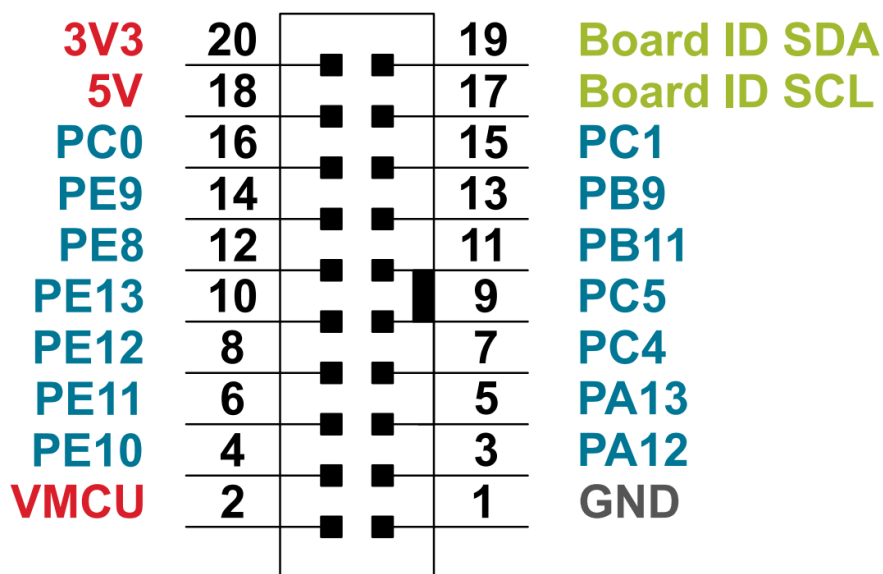 3V3 20 19 Board ID SDA
5V 18 17 Board ID SCL
PC0 16 15 PC1
PE9 14 13 PB9
PE8 12 11 PB11
PE13 10 9 PC5
PE12 8 7 PC4
PE11 6 5 PA13
PE10 4 3 PA12
VMCU 2 1 GND